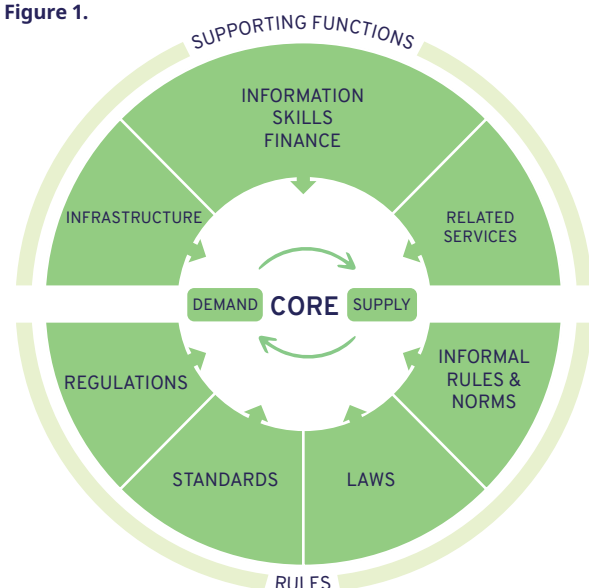 Figure 1.
SUPPORTING FUNCTIONS
INFORMATION
SKILLS
FINANCE
INFRASTRUCTURE
RELATED
SERVICES
DEMAND CORE SUPPLY
REGULATIONS
INFORMAL
RULES &
NORMS
STANDARDS
LAWS
RULES